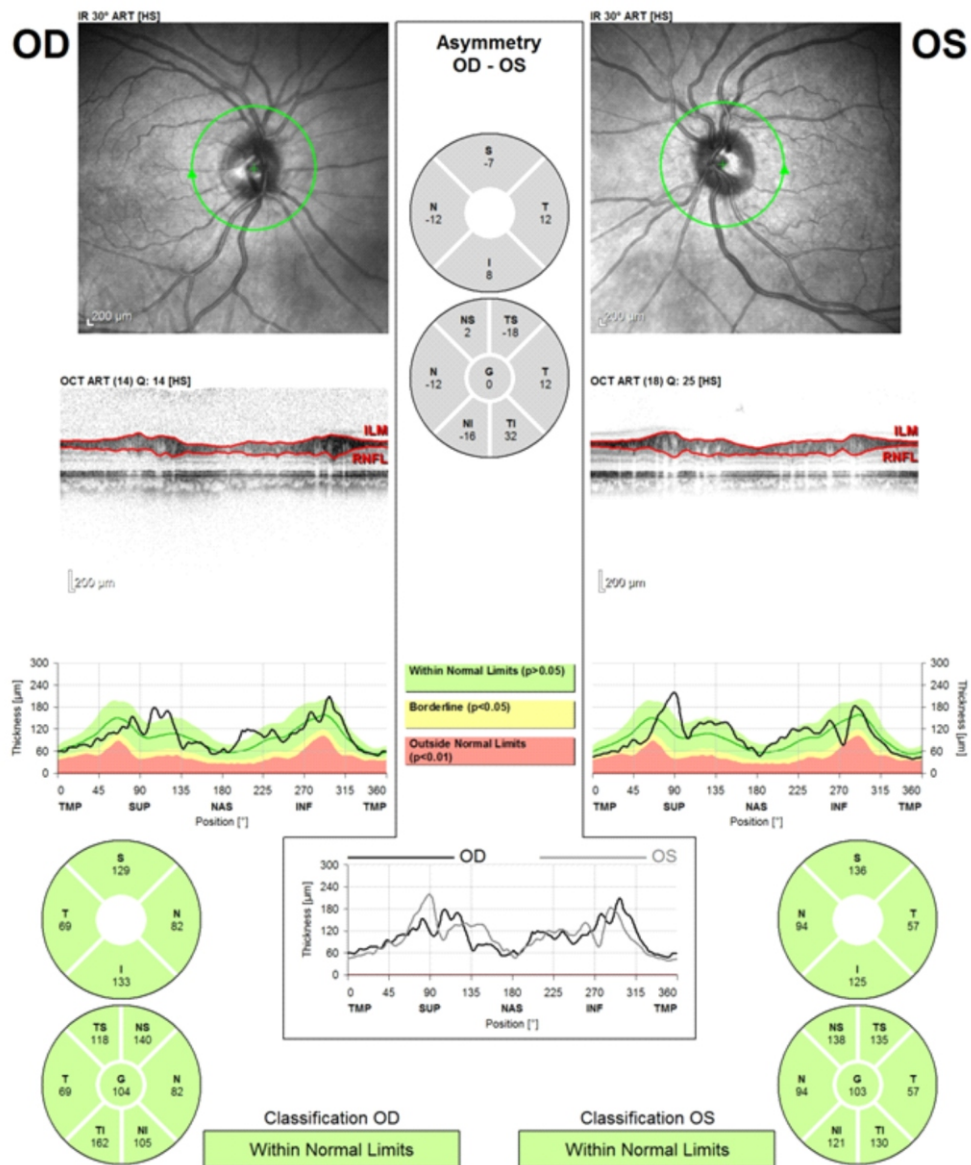 IR 30° ART [HS]
OD
200 µm
Asymmetry
OD - OS
IR 30° ART [HS]
OS
200 µm
S
-7
N
-12
T
12
I
8
NS
2
TS
-18
N
-12
G
0
T
12
NI
-16
TI
32
OCT ART (14) Q: 14 [HS]
ILM
RNFL
200 µm
OCT ART (18) Q: 25 [HS]
ILM
RNFL
200 µm
Thickness [µm]
300
240
180
120
60
0
0 45 90 135 180 225 270 315 360
TMP SUP NAS INF TMP
Position [°]
Within Normal Limits (p>0.05)
Borderline (p<0.05)
Outside Normal Limits
(p<0.01)
300
240
180
120
60
0
Thickness [µm]
300
240
180
120
60
0
0 45 90 135 180 225 270 315 360
TMP SUP NAS INF TMP
Position [°]
S
129
T
69
N
82
I
133
OD OS
Thickness [µm]
300
240
180
120
60
0
0 45 90 135 180 225 270 315 360
TMP SUP NAS INF TMP
Position [°]
S
136
N
94
T
57
I
125
TS
118
NS
140
T
69
G
104
N
82
TI
162
NI
105
Classification OD
Within Normal Limits
Classification OS
Within Normal Limits
NS
138
TS
135
N
94
G
103
T
57
NI
121
TI
130